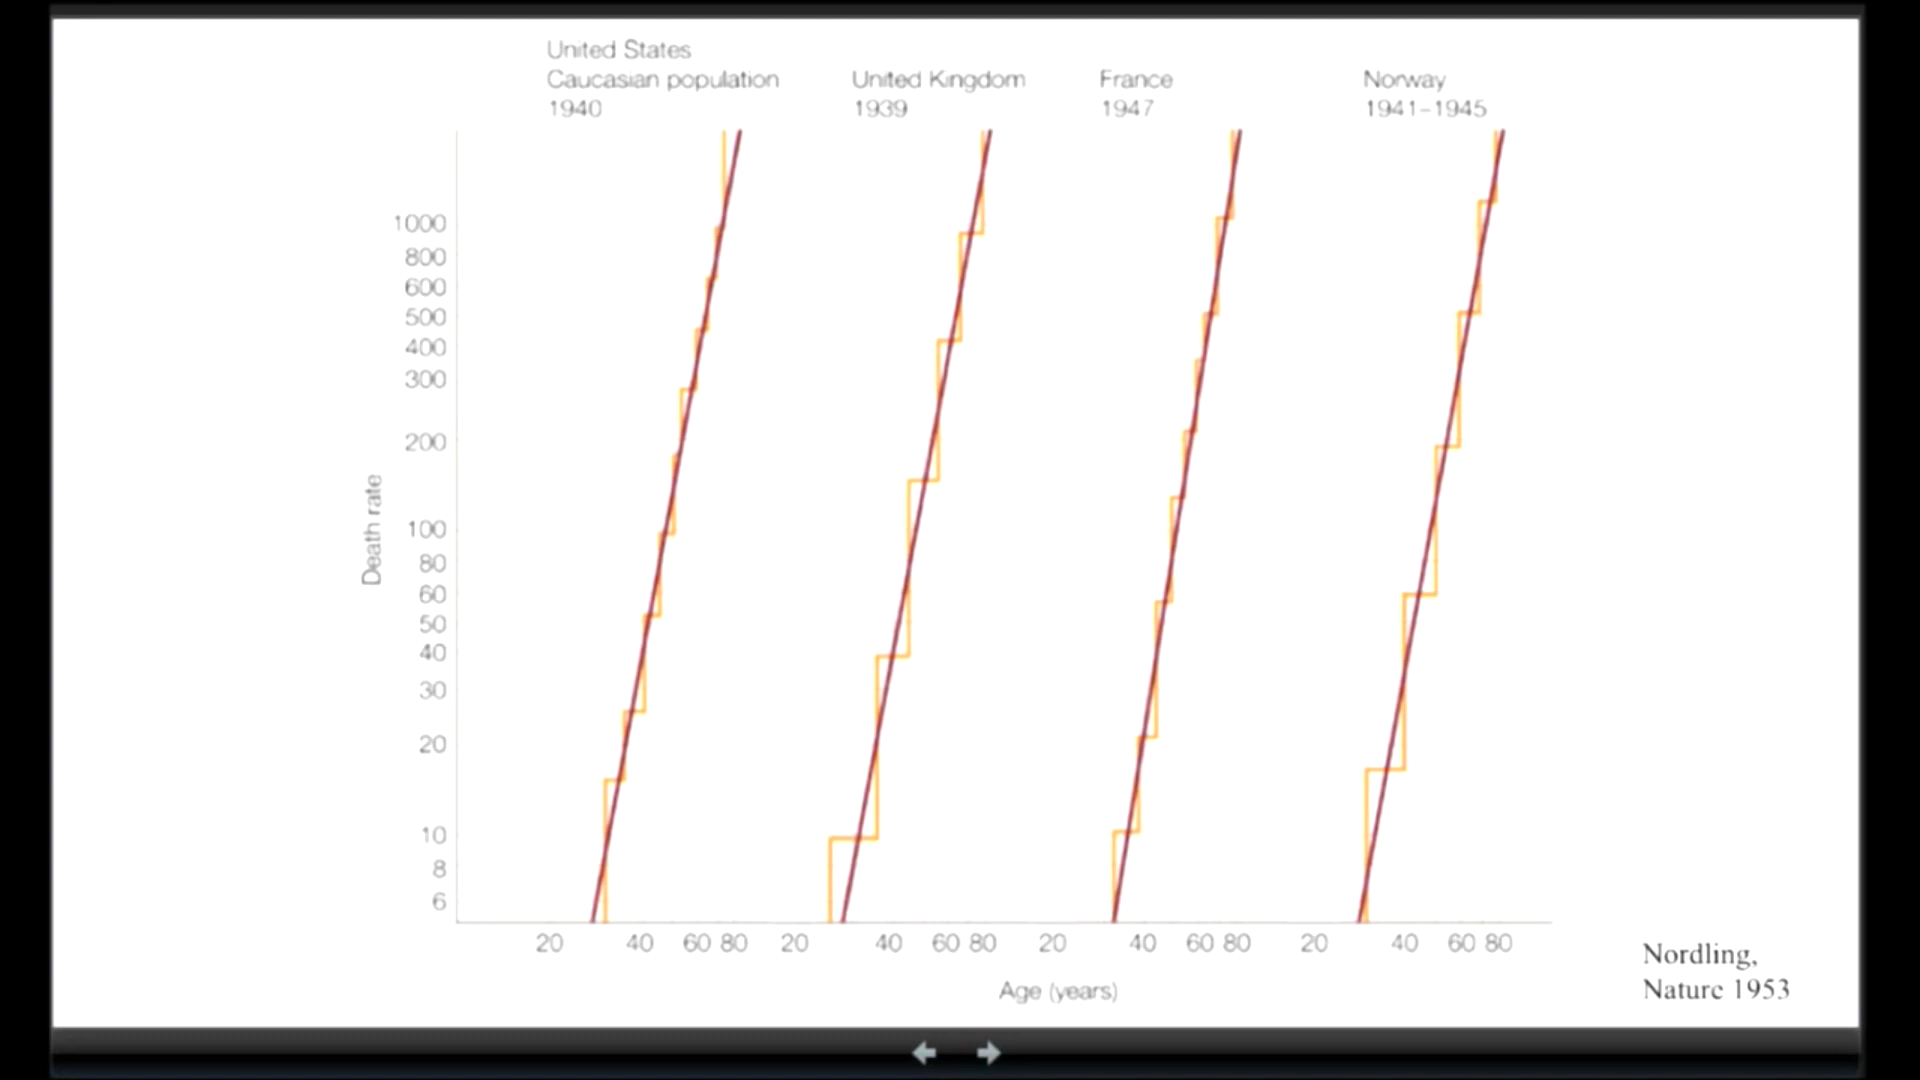 United States
Caucasian population
1940
United Kingdom
1939
France
1947
Norway
1941–1945
Death rate
1000
800
600
500
400
300
200
100
80
60
50
40
30
20
10
8
6
20 40 60 80 20 40 60 80 20 40 60 80 20 40 60 80
Age (years)
Nordling,
Nature 1953